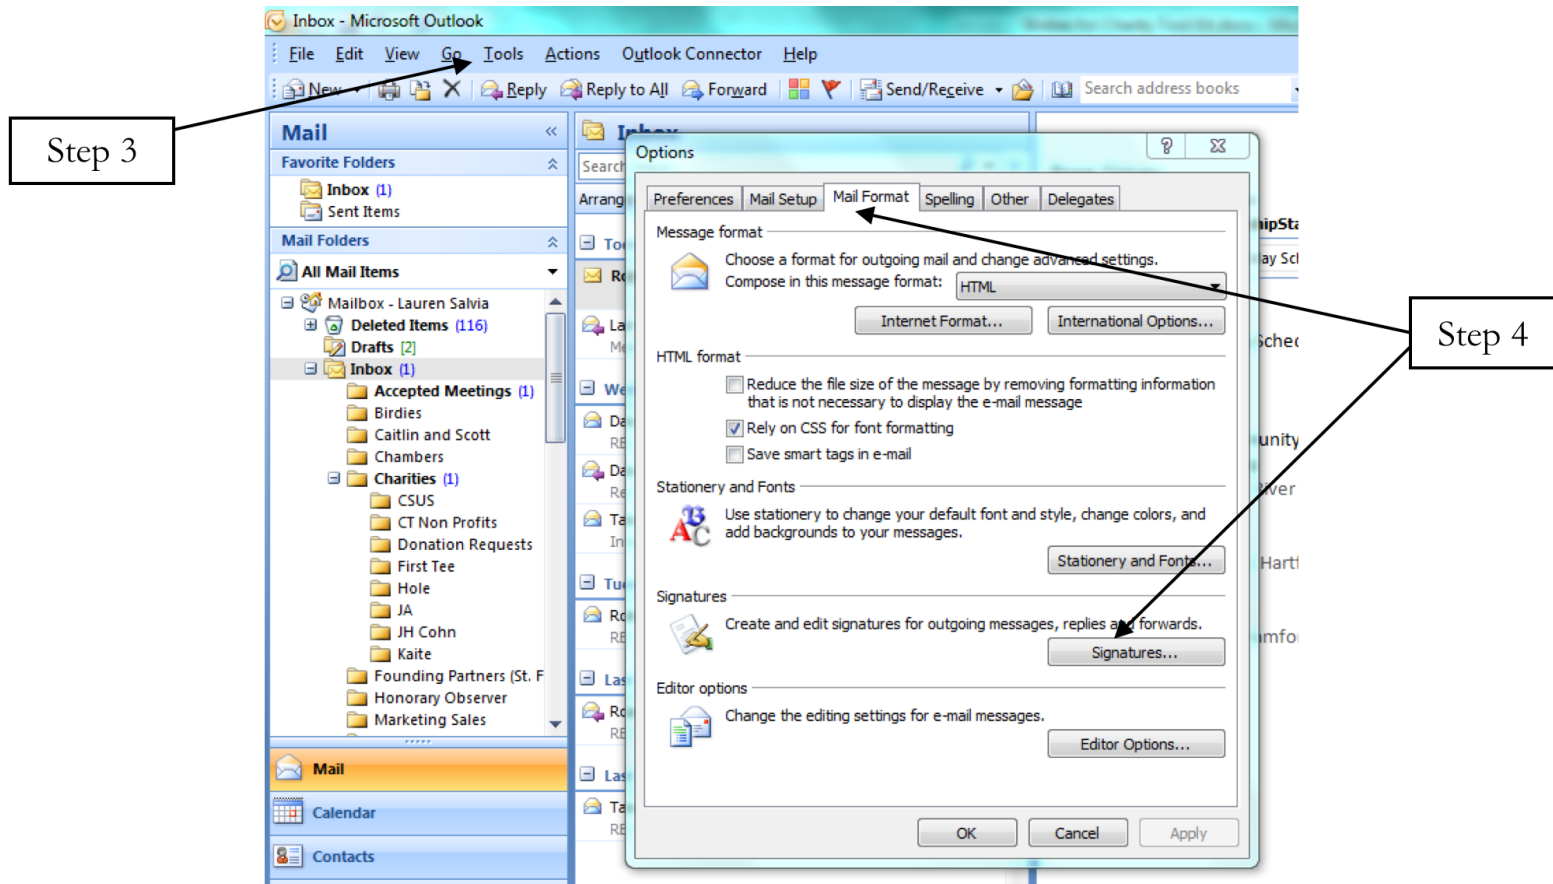 Inbox - Microsoft Outlook
File Edit View Go Tools Actions Outlook Connector Help
New Reply Reply to All Forward Send/Receive Search address books
Step 3
Mail
Favorite Folders
Inbox (1)
Sent Items
Mail Folders
All Mail Items
Mailbox - Lauren Salvia
Deleted Items (116)
Drafts [2]
Inbox (1)
Accepted Meetings (1)
Birdies
Caitlin and Scott
Chambers
Charities (1)
CSUS
CT Non Profits
Donation Requests
First Tee
Hole
JA
JH Cohn
Kaite
Founding Partners (St. F
Honorary Observer
Marketing Sales
Mail
Calendar
Contacts
Inbox
Search
Arrang
Options
Preferences Mail Setup Mail Format Spelling Other Delegates
Message format
Choose a format for outgoing mail and change advanced settings.
Compose in this message format: HTML
Internet Format... International Options...
HTML format
Reduce the file size of the message by removing formatting information
that is not necessary to display the e-mail message
Rely on CSS for font formatting
Save smart tags in e-mail
Stationery and Fonts
Use stationery to change your default font and style, change colors, and
add backgrounds to your messages.
Stationery and Fonts...
Signatures
Create and edit signatures for outgoing messages, replies and forwards.
Signatures...
Editor options
Change the editing settings for e-mail messages.
Editor Options...
OK Cancel Apply
Step 4